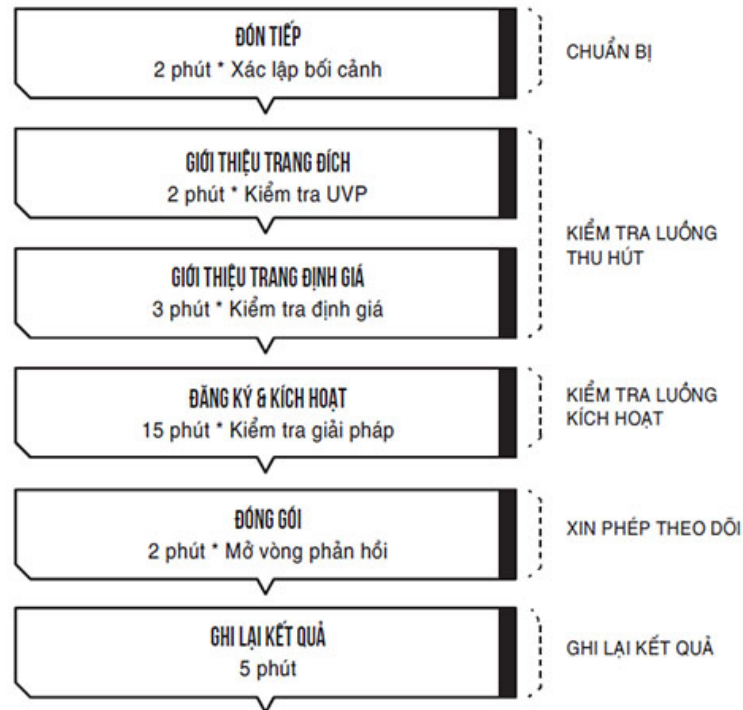 ĐÓN TIẾP
2 phút * Xác lập bối cảnh
CHUẨN BỊ
GIỚI THIỆU TRANG ĐÍCH
2 phút * Kiểm tra UVP
GIỚI THIỆU TRANG ĐỊNH GIÁ
3 phút * Kiểm tra định giá
KIỂM TRA LUỒNG
THU HÚT
ĐĂNG KÝ & KÍCH HOẠT
15 phút * Kiểm tra giải pháp
KIỂM TRA LUỒNG
KÍCH HOẠT
ĐÓNG GÓI
2 phút * Mở vòng phản hồi
XIN PHÉP THEO DÕI
GHI LẠI KẾT QUẢ
5 phút
GHI LẠI KẾT QUẢ